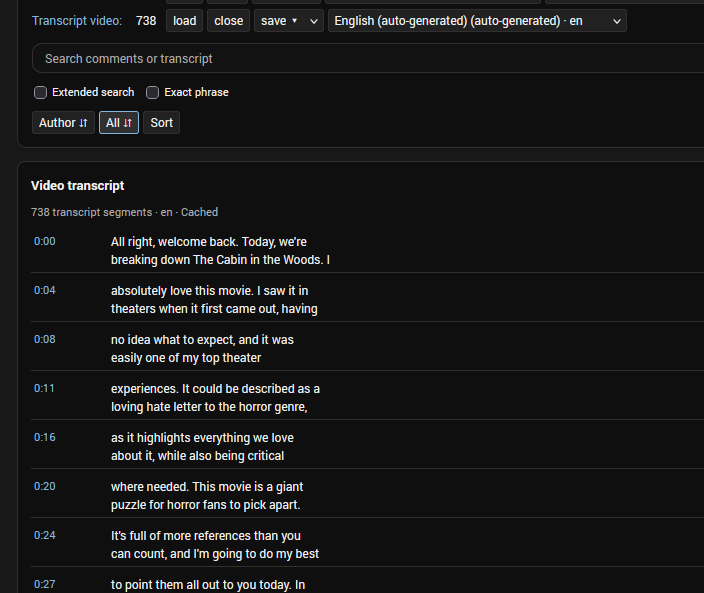 Transcript video: 738 load close save ▾ English (auto-generated) (auto-generated) · en
Search comments or transcript
Extended search Exact phrase
Author ↓↑ All ↓↑ Sort
Video transcript
738 transcript segments · en · Cached
0:00 All right, welcome back. Today, we're
breaking down The Cabin in the Woods. I
0:04 absolutely love this movie. I saw it in
theaters when it first came out, having
0:08 no idea what to expect, and it was
easily one of my top theater
0:11 experiences. It could be described as a
loving hate letter to the horror genre,
0:16 as it highlights everything we love
about it, while also being critical
0:20 where needed. This movie is a giant
puzzle for horror fans to pick apart.
0:24 It's full of more references than you
can count, and I'm going to do my best
0:27 to point them all out to you today. In